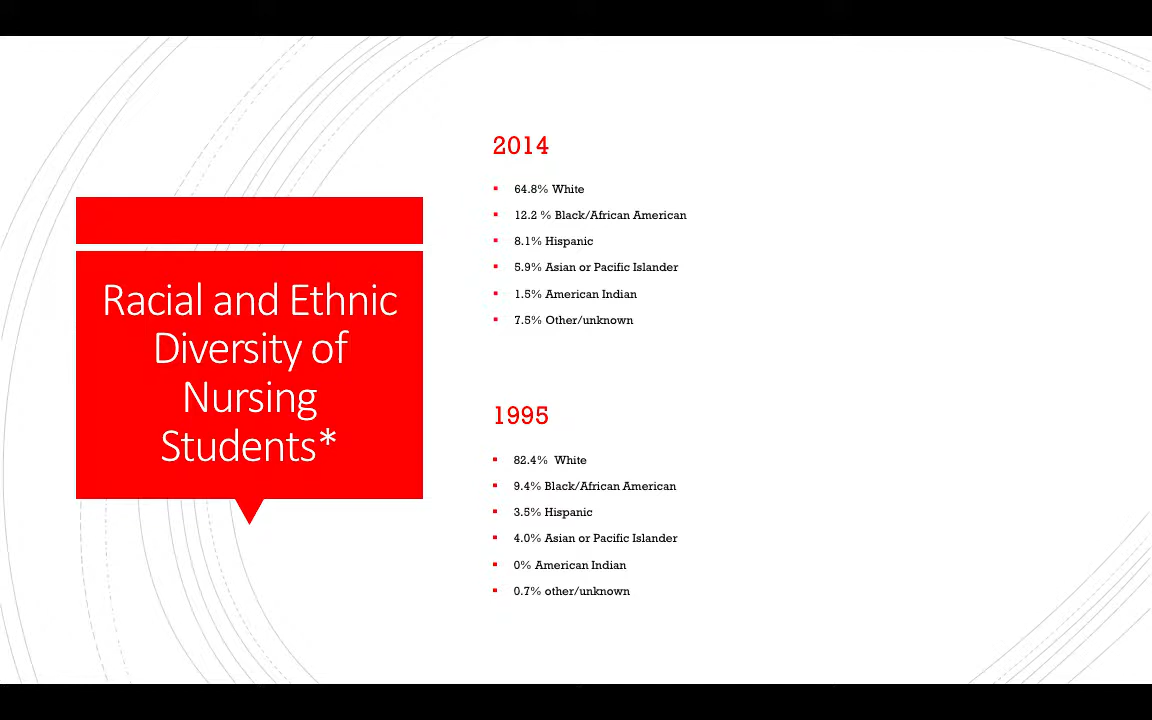 Racial and Ethnic
Diversity of
Nursing
Students*
2014
64.8% White
12.2 % Black/African American
8.1% Hispanic
5.9% Asian or Pacific Islander
1.5% American Indian
7.5% Other/unknown
1995
82.4%  White
9.4% Black/African American
3.5% Hispanic
4.0% Asian or Pacific Islander
0% American Indian
0.7% other/unknown